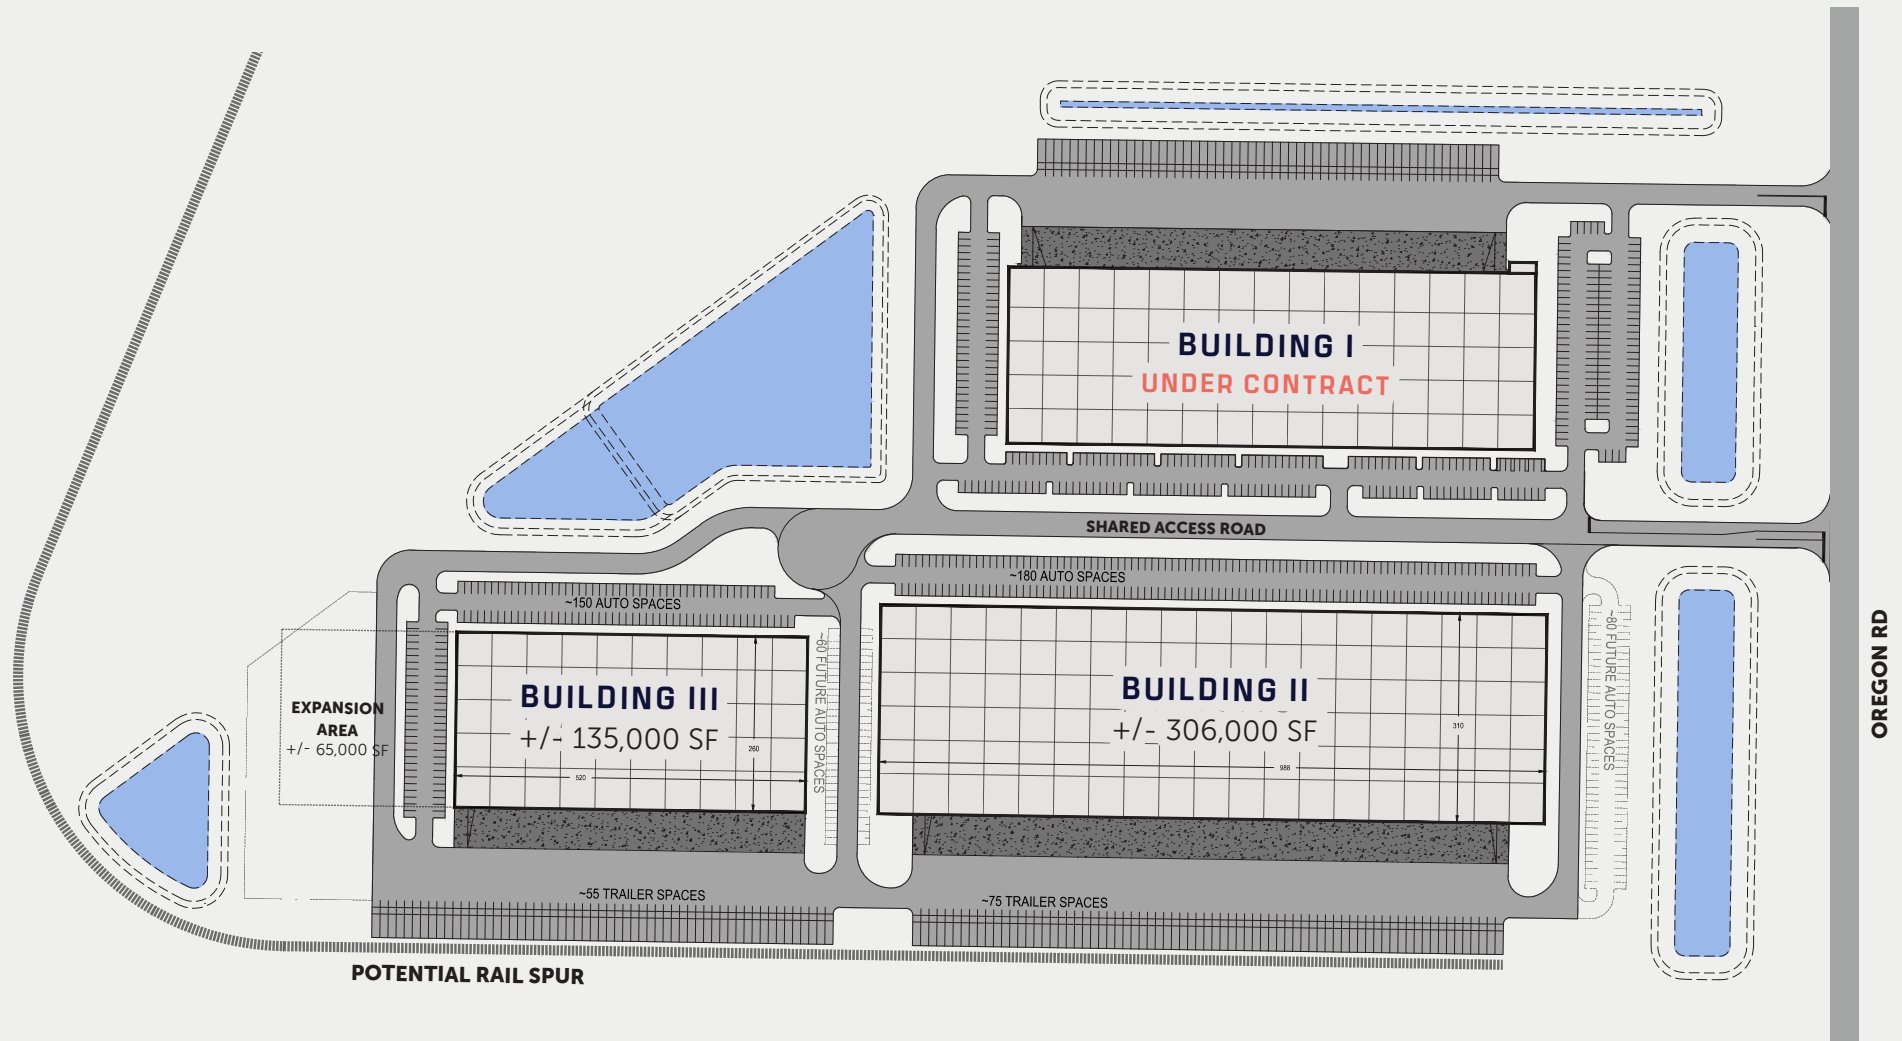 BUILDING I
UNDER CONTRACT
SHARED ACCESS ROAD
~180 AUTO SPACES
~150 AUTO SPACES
~60 FUTURE AUTO SPACES
~80 FUTURE AUTO SPACES
OREGON RD
EXPANSION
AREA
+/- 65,000 SF
BUILDING III
+/- 135,000 SF
260
520
BUILDING II
+/- 306,000 SF
310
988
~55 TRAILER SPACES
~75 TRAILER SPACES
POTENTIAL RAIL SPUR